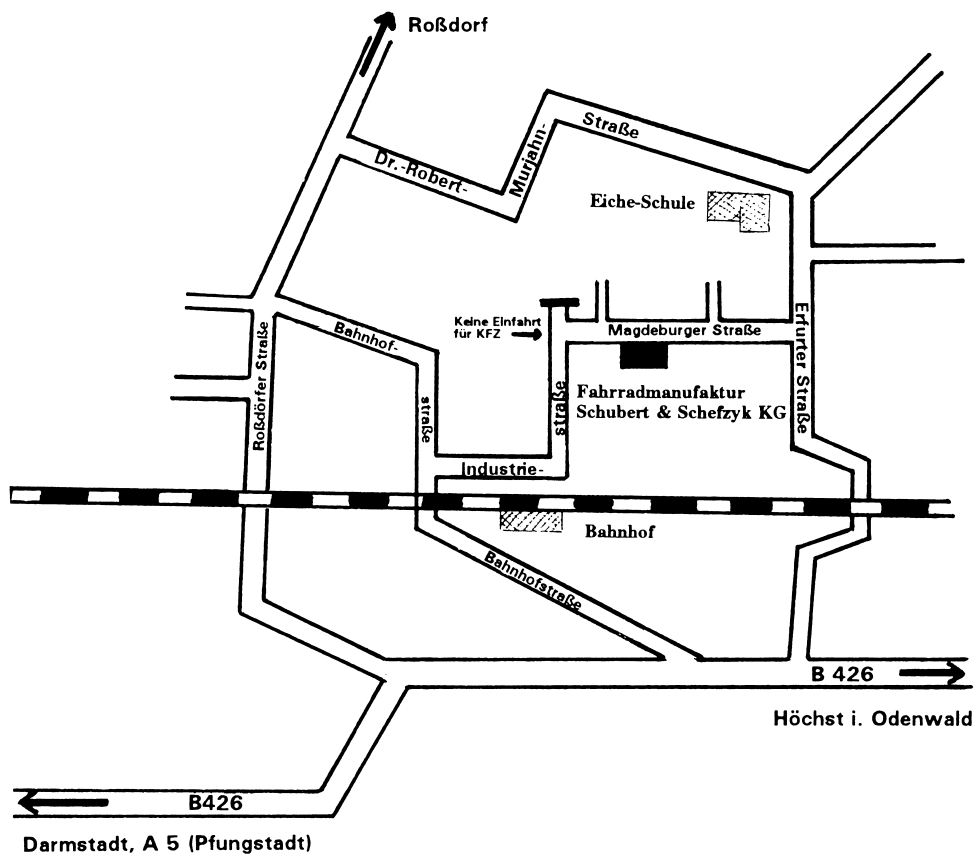 Roßdorf
Dr.-Robert-
Murjahn-
Straße
Eiche-Schule
Keine Einfahrt
für KFZ
Magdeburger Straße
Bahnhof-
straße
Roßdörfer Straße
Erfurter Straße
Fahrradmanufaktur
Schubert & Schefzyk KG
Industrie-
straße
Bahnhof
Bahnhofstraße
B 426
Höchst i. Odenwald
B426
Darmstadt, A 5 (Pfungstadt)